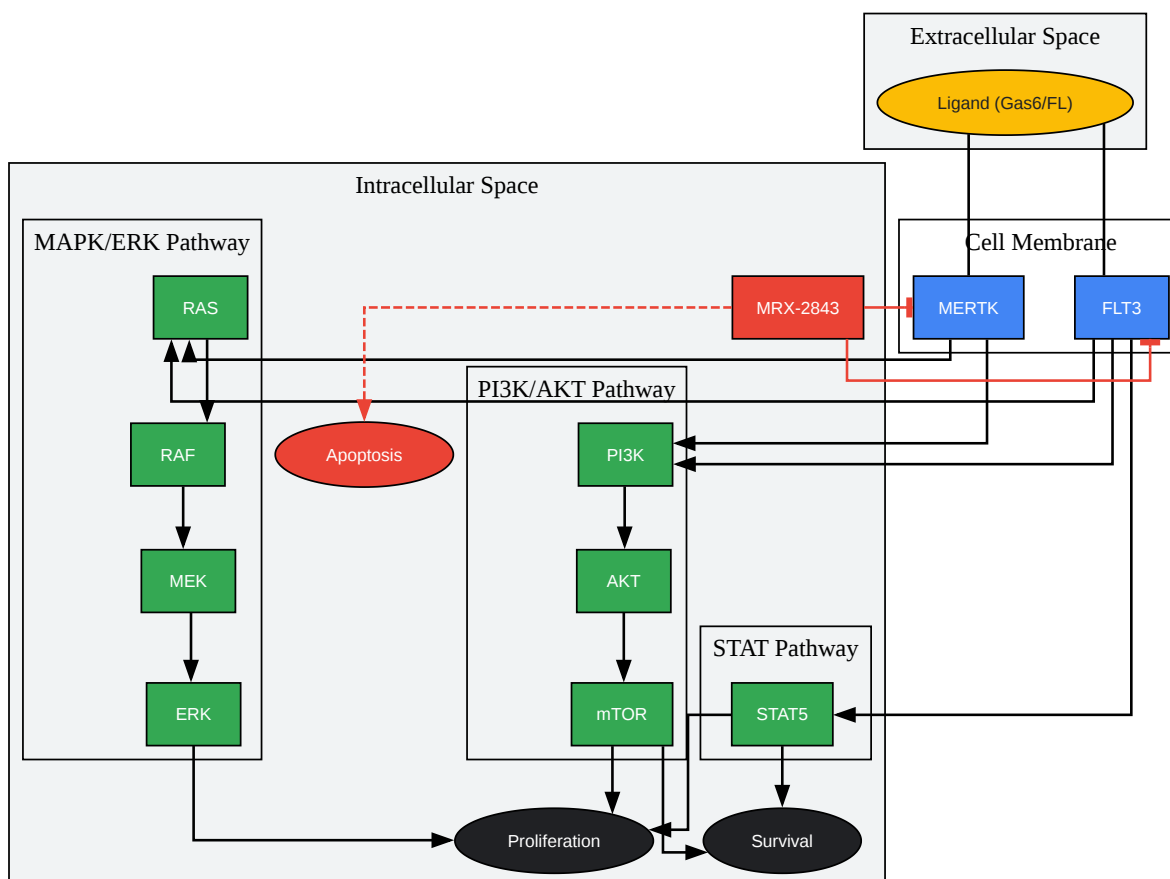 Extracellular Space
Ligand (Gas6/FL)
Intracellular Space
MAPK/ERK Pathway
Cell Membrane
RAS
MRX-2843
MERTK
FLT3
PI3K/AKT Pathway
RAF
Apoptosis
PI3K
MEK
AKT
STAT Pathway
ERK
mTOR
STAT5
Proliferation
Survival